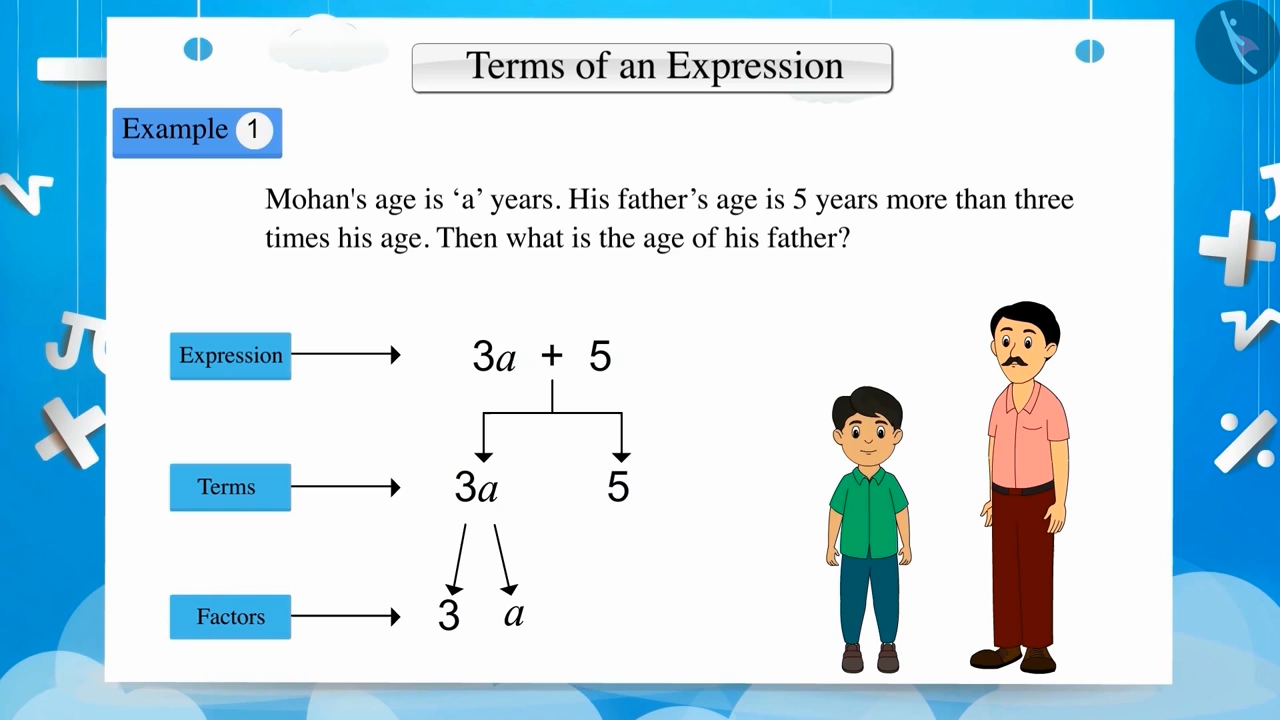 Terms of an Expression
Example 1
Mohan's age is ‘a’ years. His father’s age is 5 years more than three
times his age. Then what is the age of his father?
Expression 3a + 5
Terms 3a 5
Factors 3 a